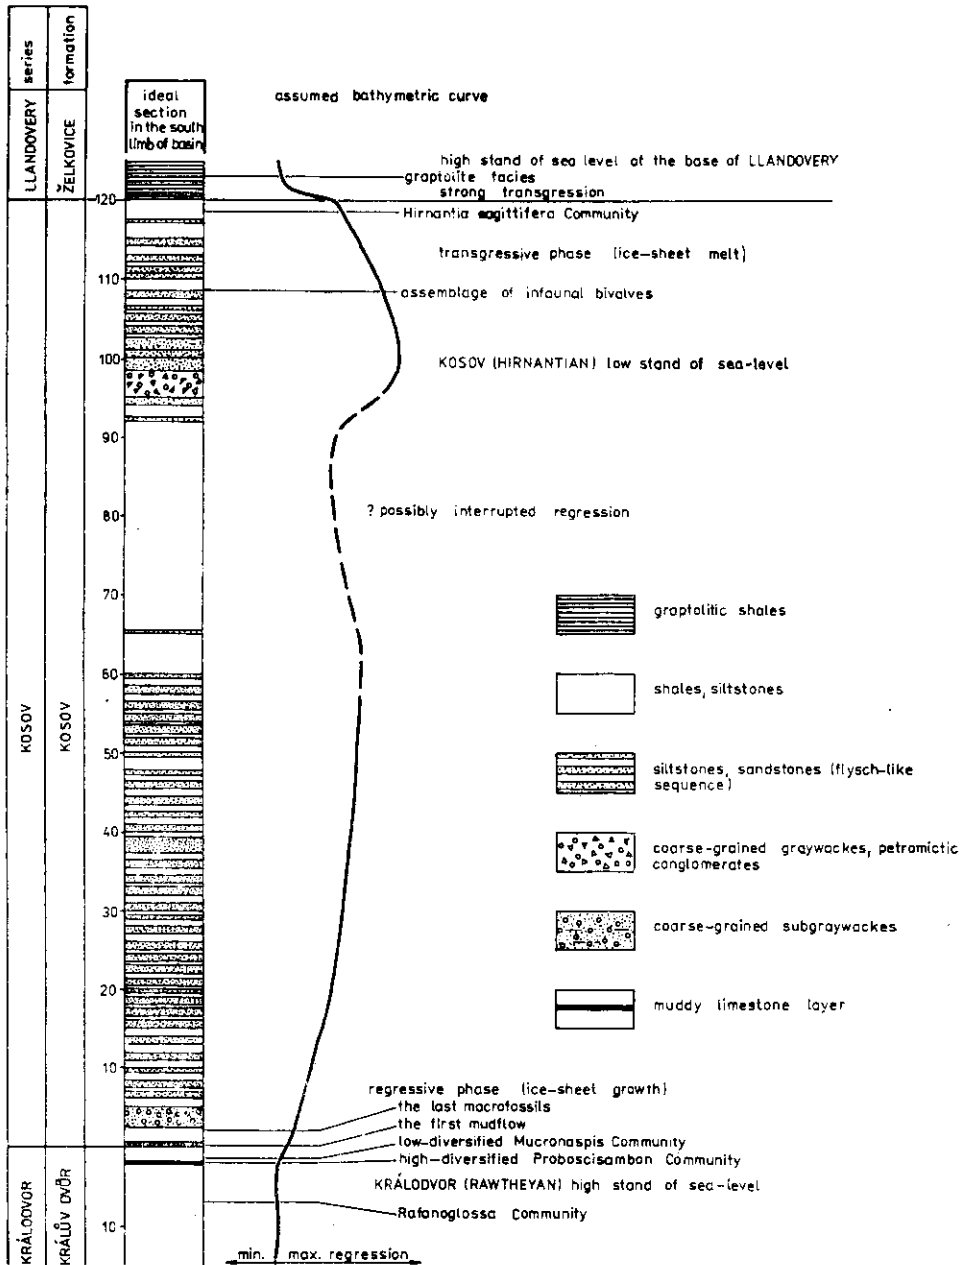 series
formation
LLANDOVERY
ŽELKOVICE
KOSOV
KOSOV
KRÁLODVOR
KRÁLŮV DVŮR
ideal
section
in the south
limb of basin
assumed bathymetric curve
high stand of sea level at the base of LLANDOVERY
graptolite facies
strong transgression
120
Hirnantia sagittifera Community
transgressive phase (ice-sheet melt)
110
assemblage of infaunal bivalves
100
KOSOV (HIRNANTIAN) low stand of sea-level
90
80
? possibly interrupted regression
70
graptolitic shales
60
shales, siltstones
50
siltstones, sandstones (flysch-like
sequence)
40
coarse-grained graywackes, petromictic
conglomerates
30
coarse-grained subgraywackes
20
muddy limestone layer
10
regressive phase (ice-sheet growth)
the last macrofossils
the first mudflow
low-diversified Mucronaspis Community
high-diversified Proboscisambon Community
KRÁLODVOR (RAWTHEYAN) high stand of sea-level
Rafanoglossa Community
10
min. max. regression